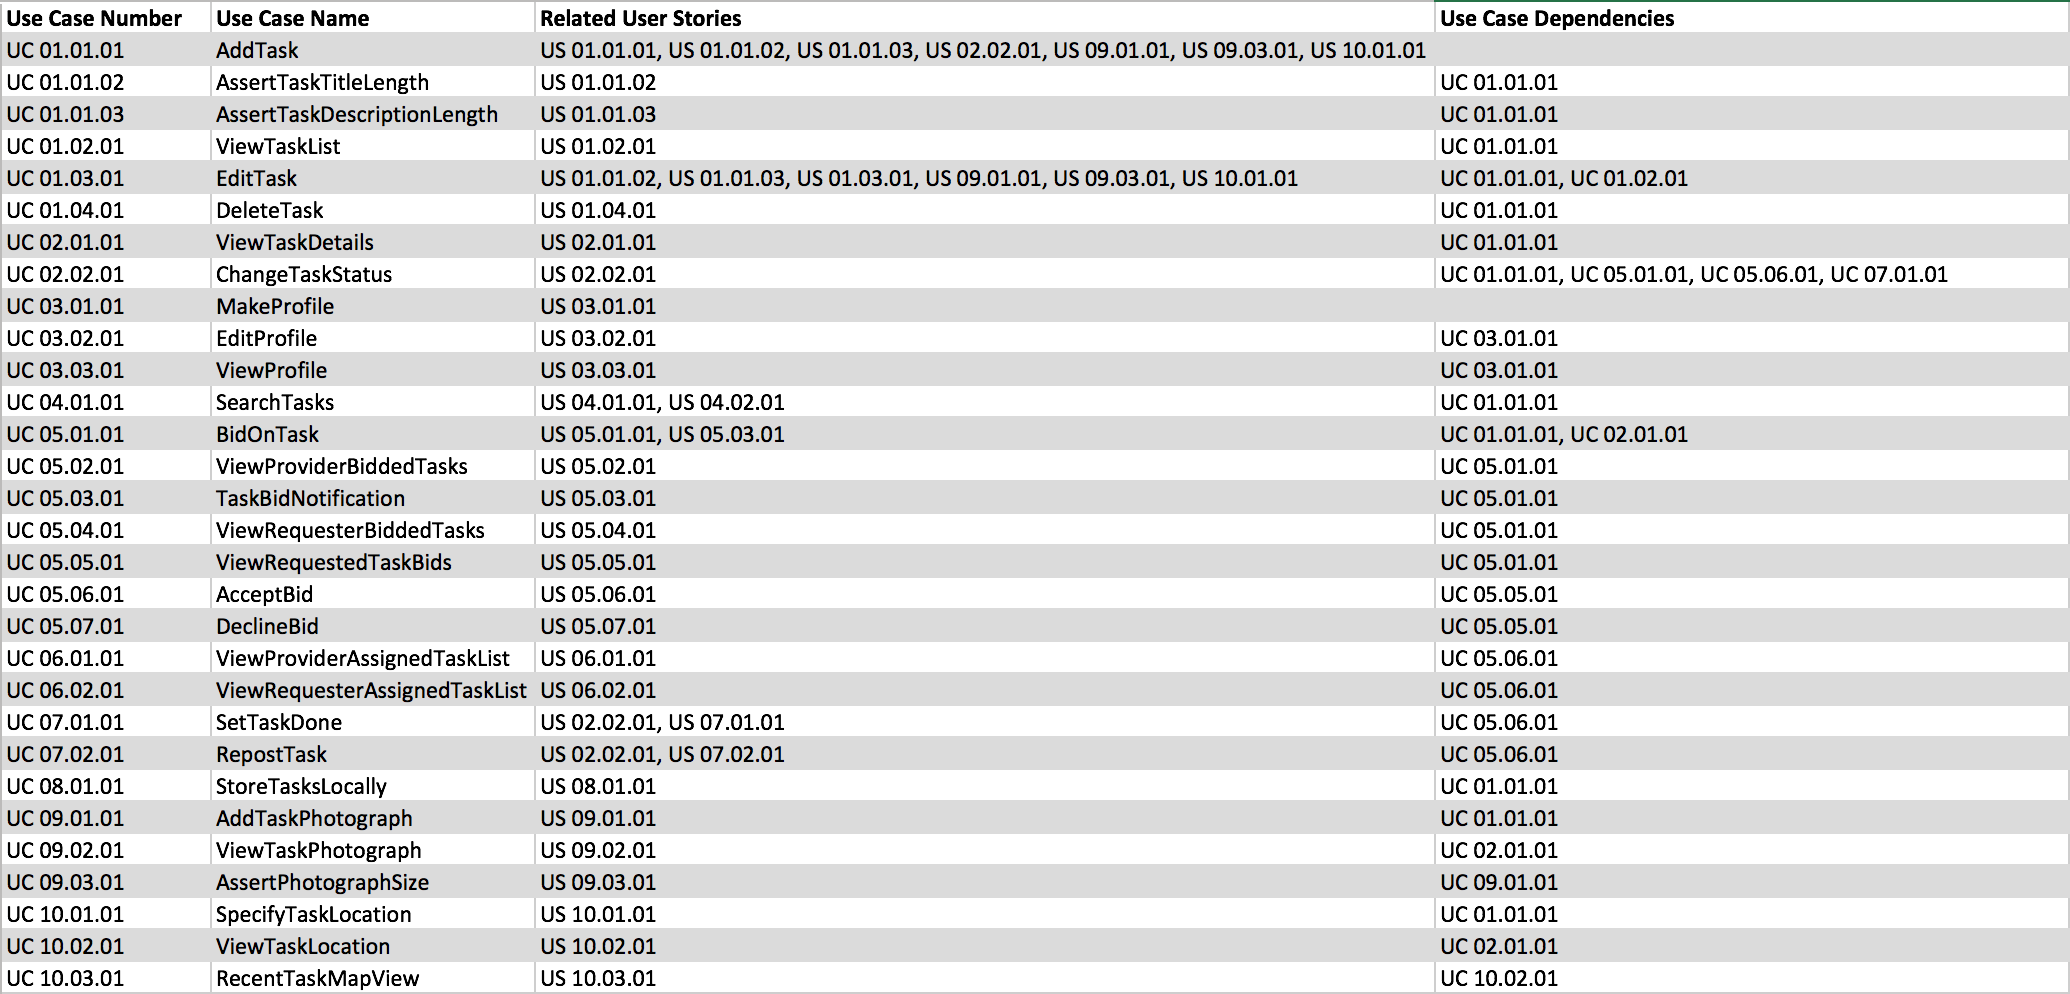 Use Case Number Use Case Name Related User Stories Use Case Dependencies
UC 01.01.01 AddTask US 01.01.01, US 01.01.02, US 01.01.03, US 02.02.01, US 09.01.01, US 09.03.01, US 10.01.01
UC 01.01.02 AssertTaskTitleLength US 01.01.02 UC 01.01.01
UC 01.01.03 AssertTaskDescriptionLength US 01.01.03 UC 01.01.01
UC 01.02.01 ViewTaskList US 01.02.01 UC 01.01.01
UC 01.03.01 EditTask US 01.01.02, US 01.01.03, US 01.03.01, US 09.01.01, US 09.03.01, US 10.01.01 UC 01.01.01, UC 01.02.01
UC 01.04.01 DeleteTask US 01.04.01 UC 01.01.01
UC 02.01.01 ViewTaskDetails US 02.01.01 UC 01.01.01
UC 02.02.01 ChangeTaskStatus US 02.02.01 UC 01.01.01, UC 05.01.01, UC 05.06.01, UC 07.01.01
UC 03.01.01 MakeProfile US 03.01.01
UC 03.02.01 EditProfile US 03.02.01 UC 03.01.01
UC 03.03.01 ViewProfile US 03.03.01 UC 03.01.01
UC 04.01.01 SearchTasks US 04.01.01, US 04.02.01 UC 01.01.01
UC 05.01.01 BidOnTask US 05.01.01, US 05.03.01 UC 01.01.01, UC 02.01.01
UC 05.02.01 ViewProviderBiddedTasks US 05.02.01 UC 05.01.01
UC 05.03.01 TaskBidNotification US 05.03.01 UC 05.01.01
UC 05.04.01 ViewRequesterBiddedTasks US 05.04.01 UC 05.01.01
UC 05.05.01 ViewRequestedTaskBids US 05.05.01 UC 05.01.01
UC 05.06.01 AcceptBid US 05.06.01 UC 05.05.01
UC 05.07.01 DeclineBid US 05.07.01 UC 05.05.01
UC 06.01.01 ViewProviderAssignedTaskList US 06.01.01 UC 05.06.01
UC 06.02.01 ViewRequesterAssignedTaskList US 06.02.01 UC 05.06.01
UC 07.01.01 SetTaskDone US 02.02.01, US 07.01.01 UC 05.06.01
UC 07.02.01 RepostTask US 02.02.01, US 07.02.01 UC 05.06.01
UC 08.01.01 StoreTasksLocally US 08.01.01 UC 01.01.01
UC 09.01.01 AddTaskPhotograph US 09.01.01 UC 01.01.01
UC 09.02.01 ViewTaskPhotograph US 09.02.01 UC 02.01.01
UC 09.03.01 AssertPhotographSize US 09.03.01 UC 09.01.01
UC 10.01.01 SpecifyTaskLocation US 10.01.01 UC 01.01.01
UC 10.02.01 ViewTaskLocation US 10.02.01 UC 02.01.01
UC 10.03.01 RecentTaskMapView US 10.03.01 UC 10.02.01